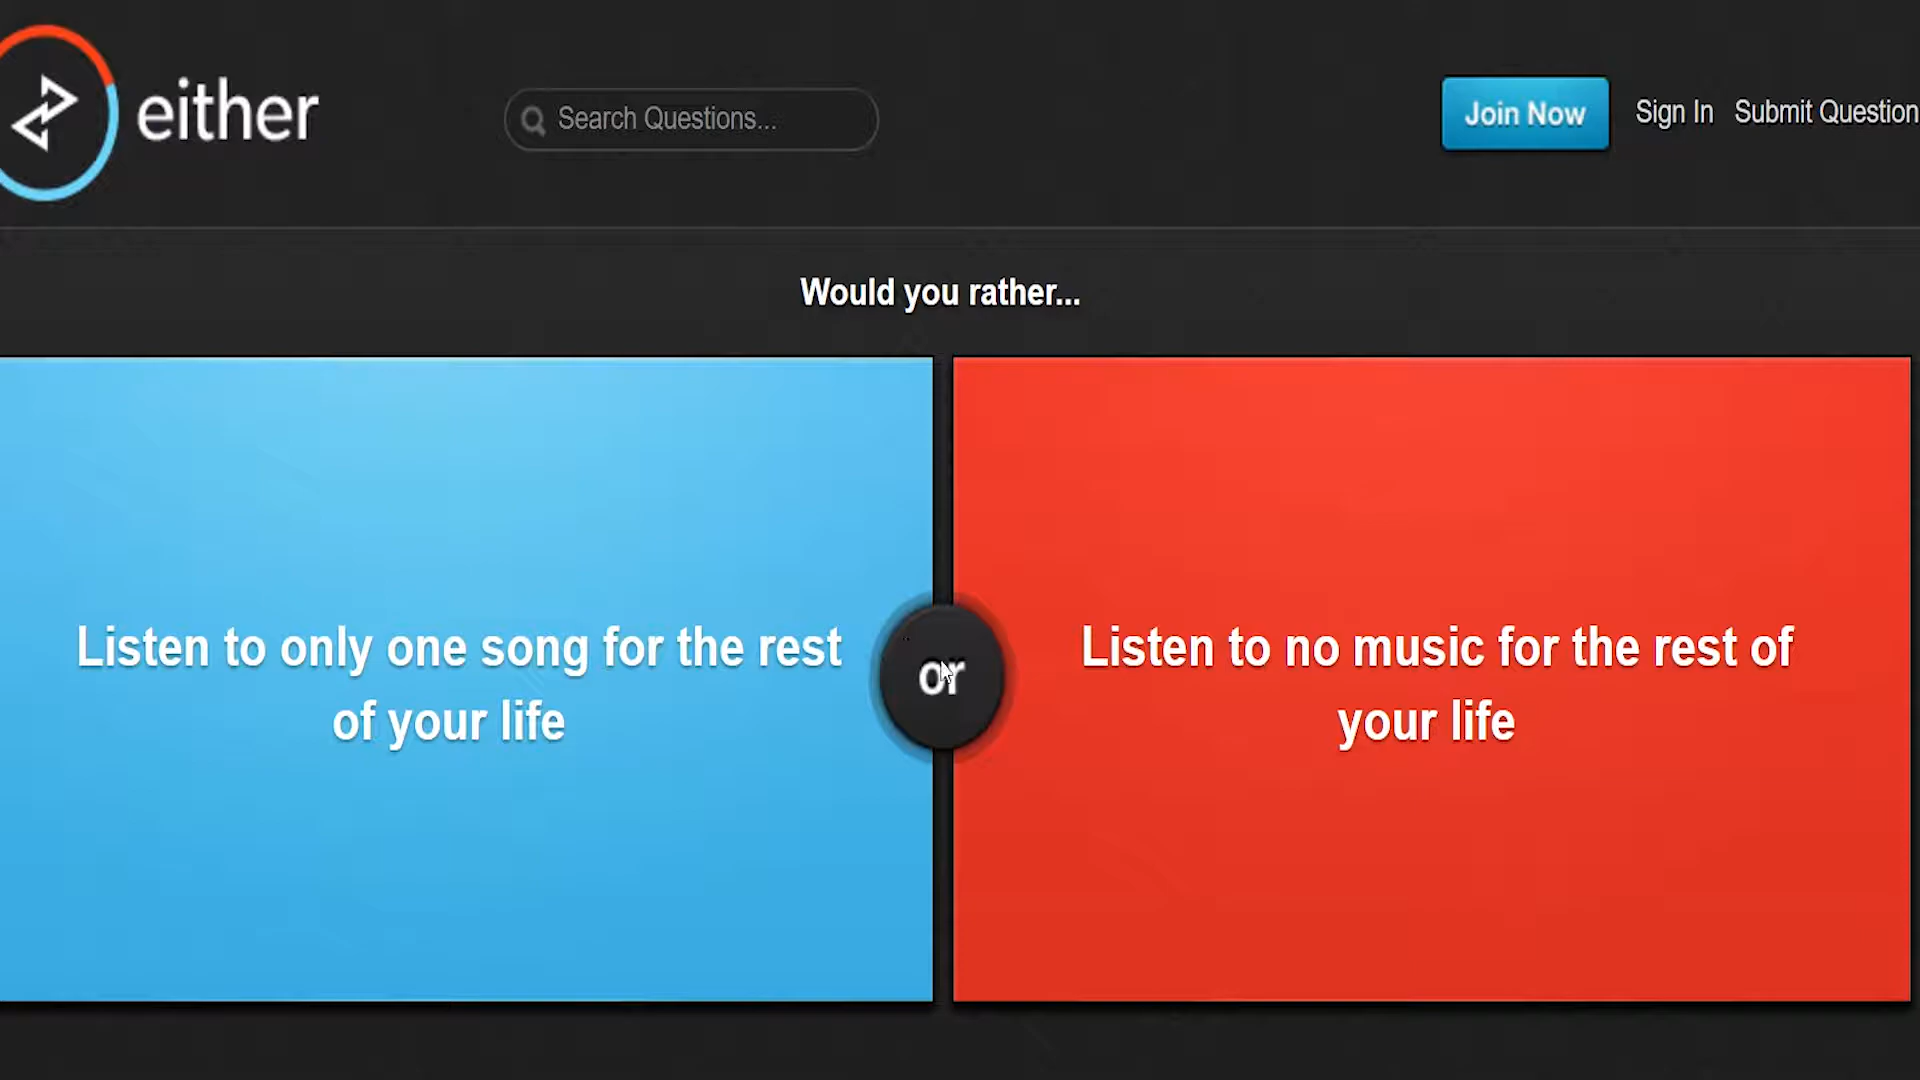 either
Search Questions...
Join Now
Sign In
Submit Question
Would you rather...
Listen to only one song for the rest
of your life
or
Listen to no music for the rest of
your life